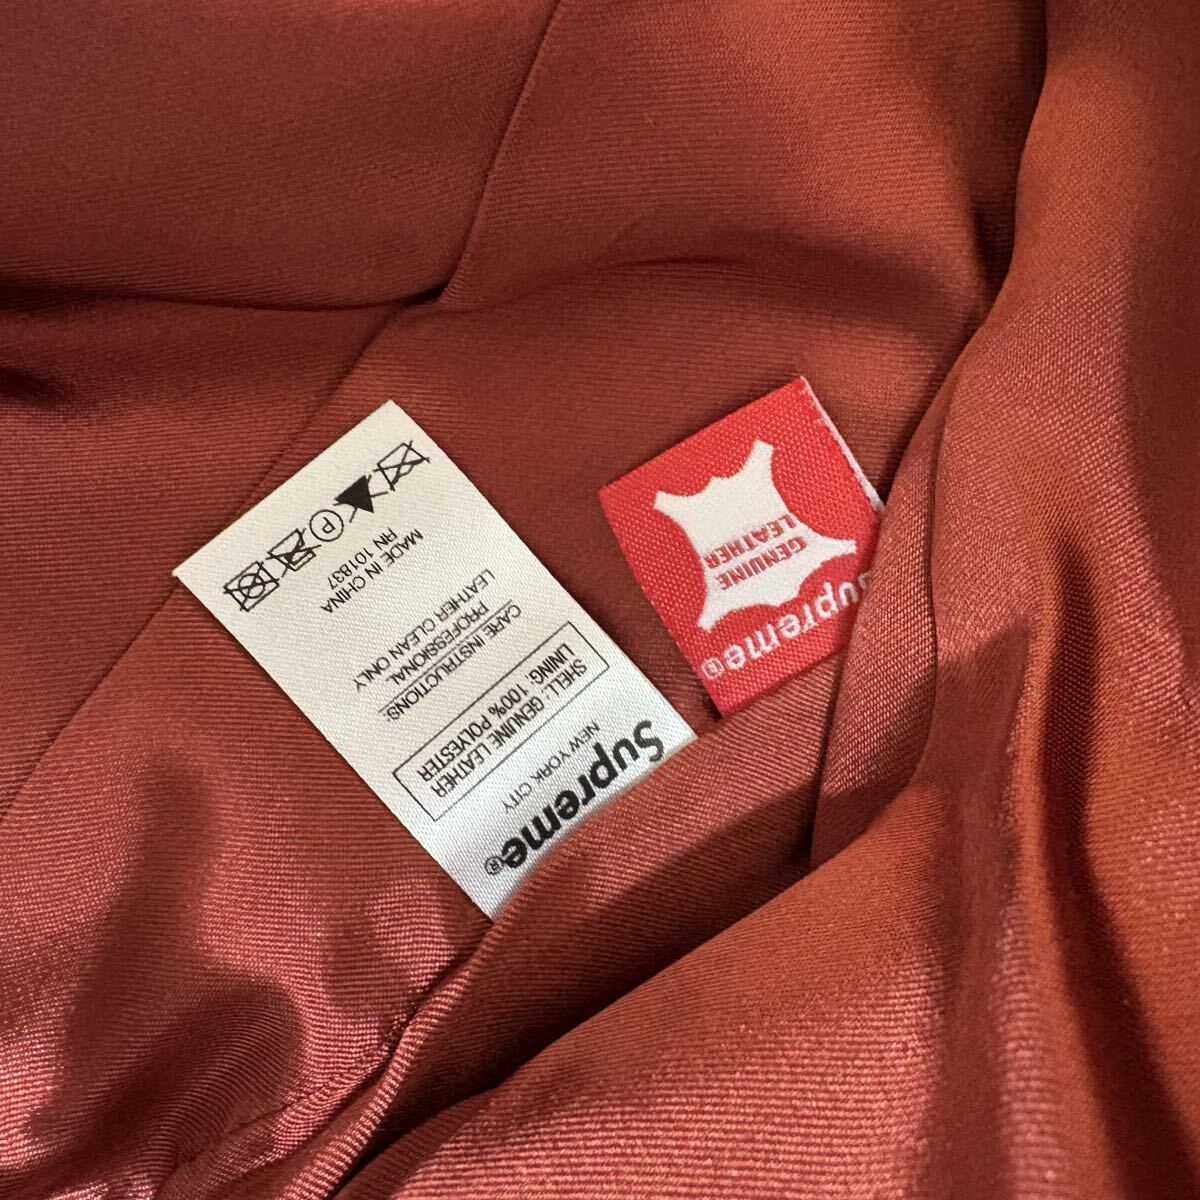 Supreme®
NEW YORK CITY
SHELL: GENUINE LEATHER
LINING: 100% POLYESTER
CARE INSTRUCTIONS:
PROFESSIONAL
LEATHER CLEAN ONLY
MADE IN CHINA
RN 101837
P
Supreme®
GENUINE
LEATHER